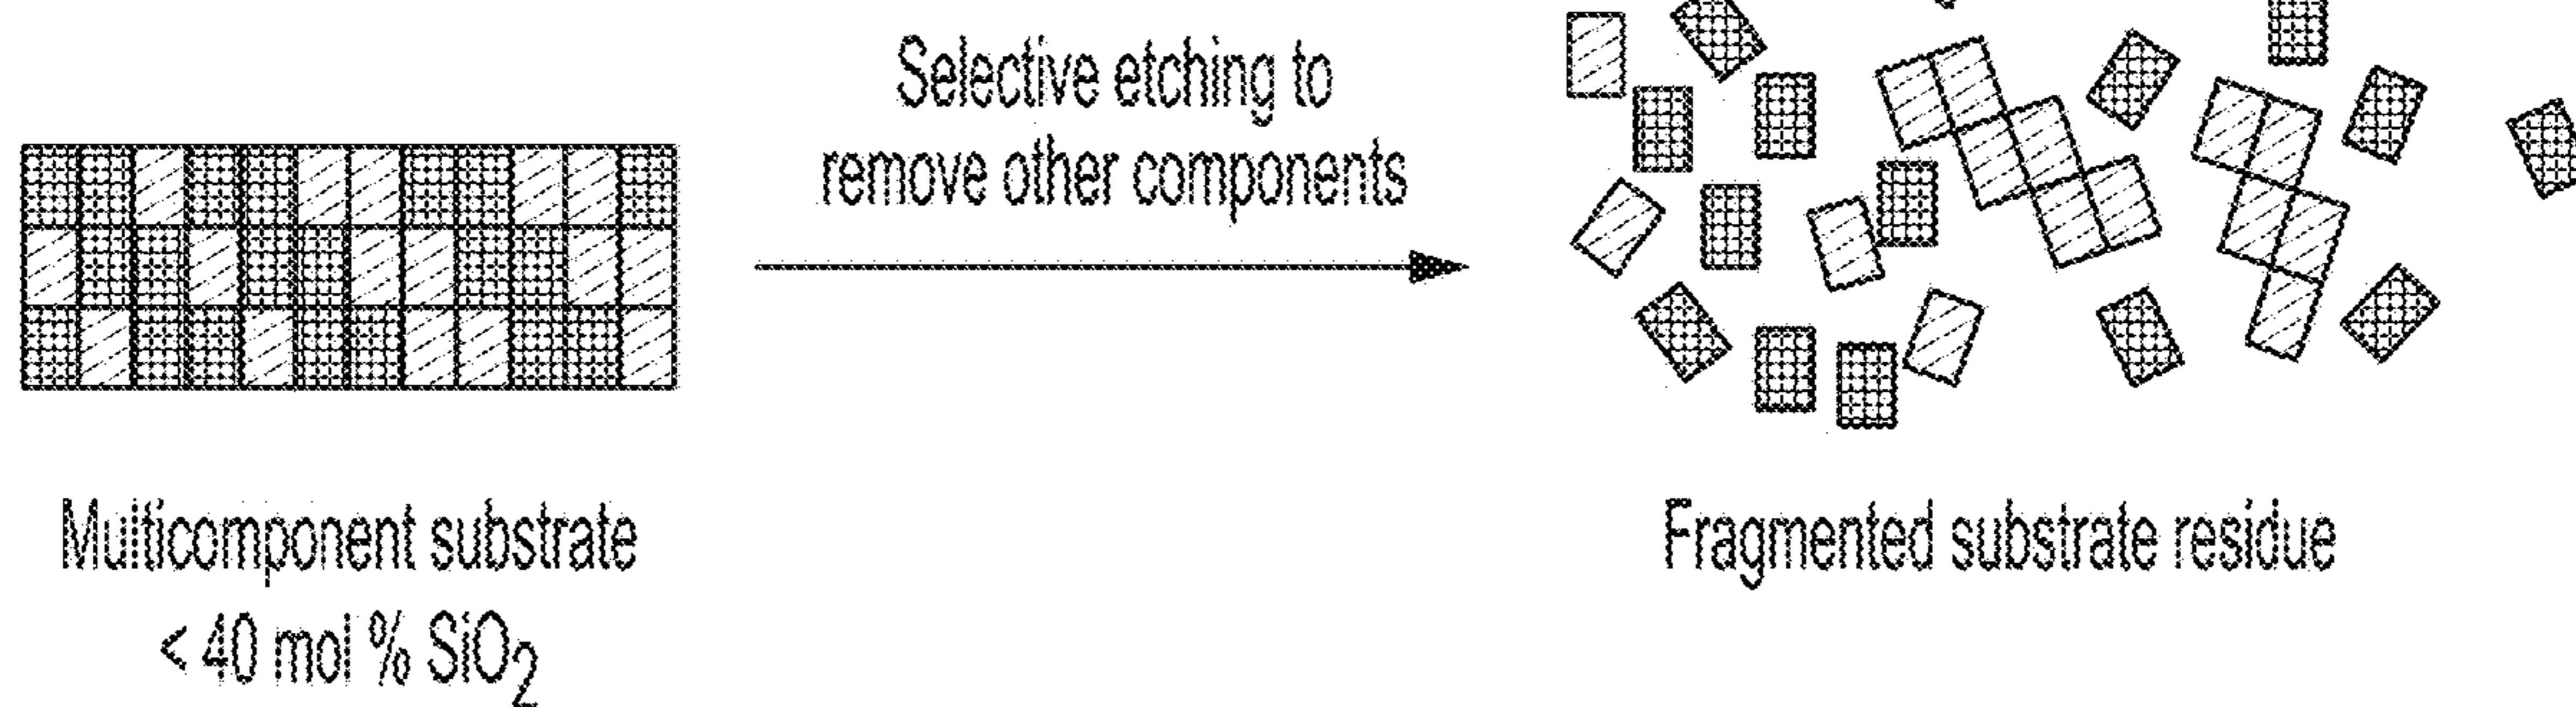 Selective etching to
remove other components
Multicomponent substrate
< 40 mol % SiO₂
Fragmented substrate residue